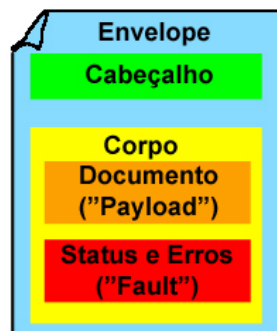 Envelope
Cabeçalho
Corpo
Documento
(”Payload”)
Status e Erros
(”Fault”)